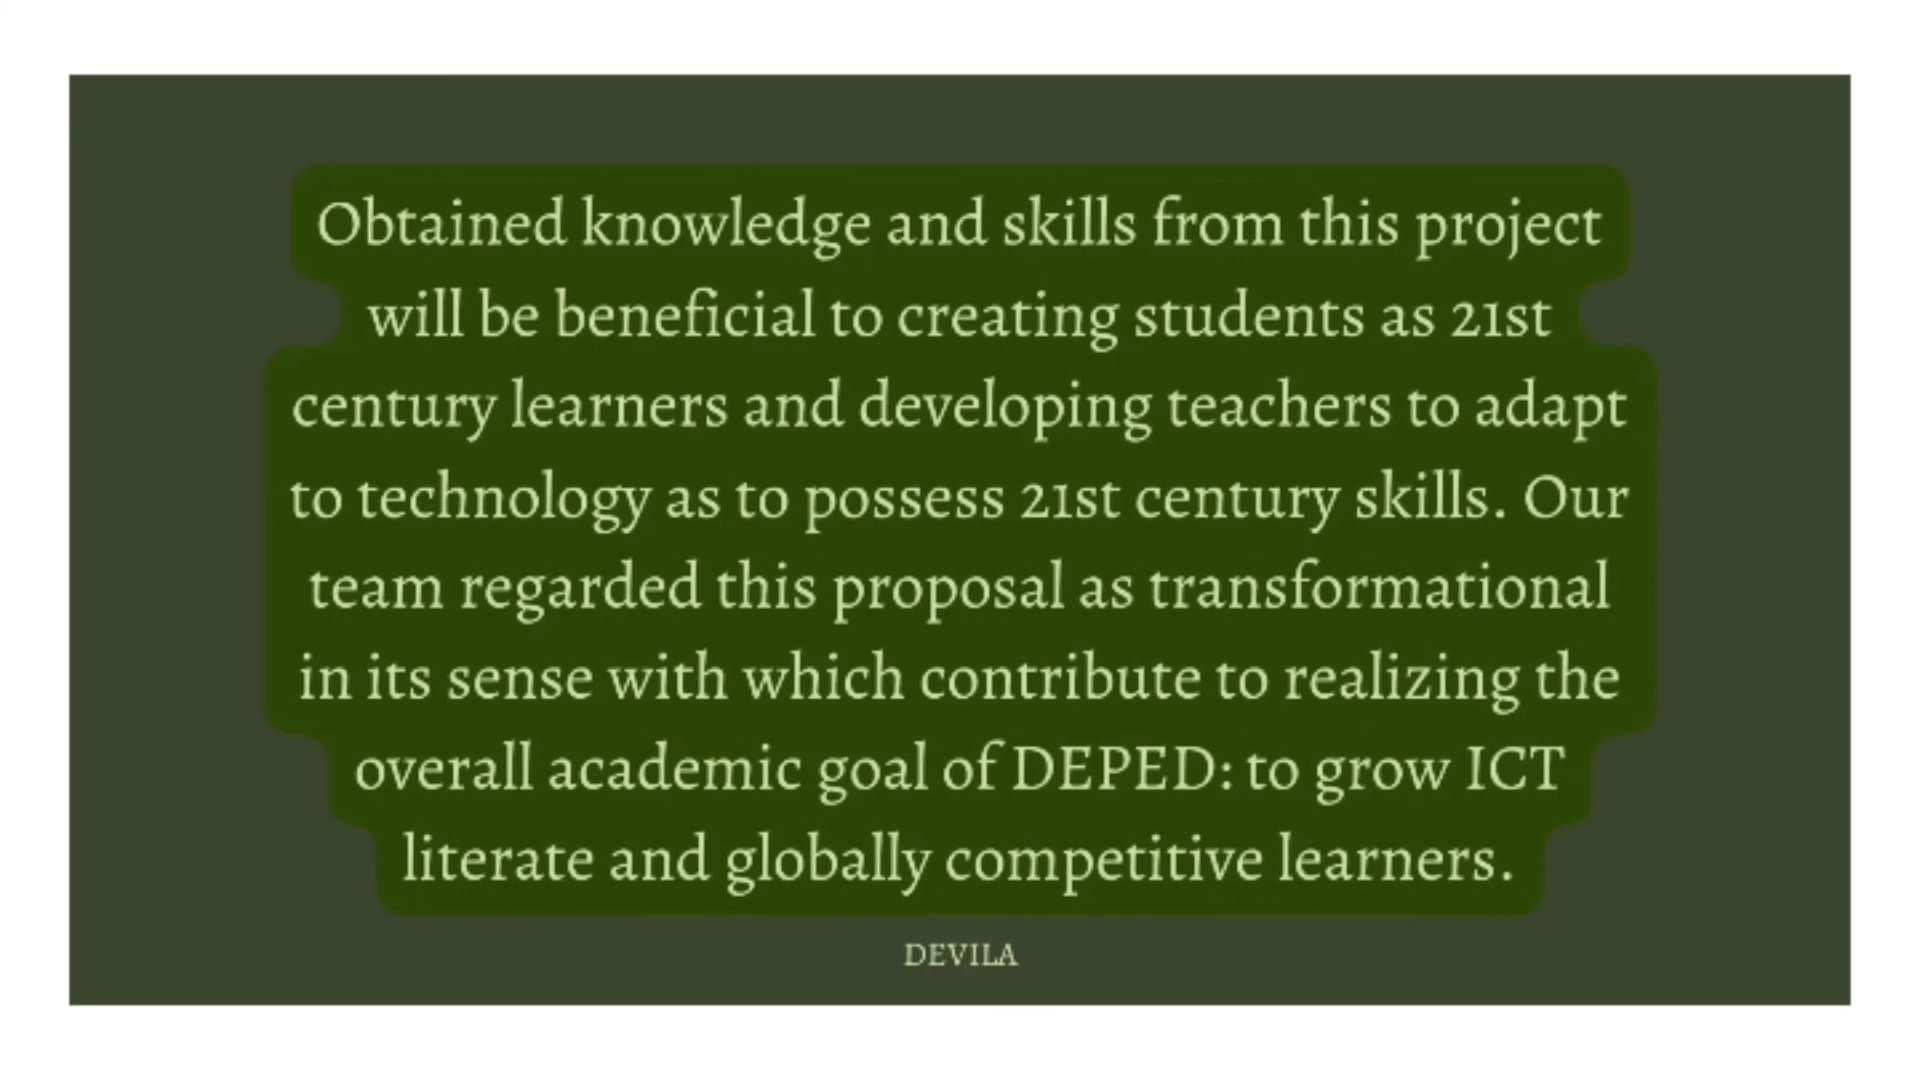 Obtained knowledge and skills from this project
will be beneficial to creating students as 21st
century learners and developing teachers to adapt
to technology as to possess 21st century skills. Our
team regarded this proposal as transformational
in its sense with which contribute to realizing the
overall academic goal of DEPED: to grow ICT
literate and globally competitive learners.
DEVILA